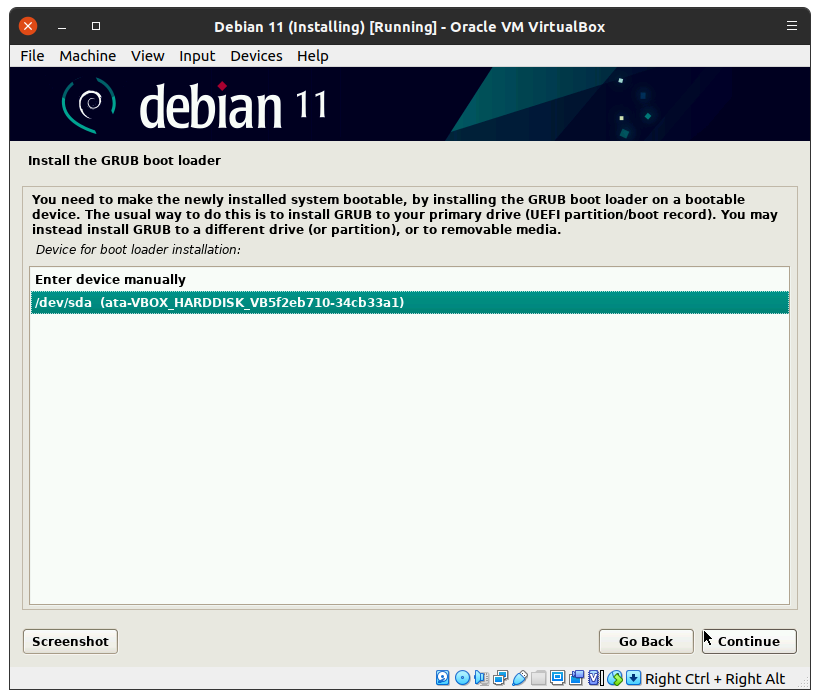 Debian 11 (Installing) [Running] - Oracle VM VirtualBox
File Machine View Input Devices Help
debian 11
Install the GRUB boot loader
You need to make the newly installed system bootable, by installing the GRUB boot loader on a bootable
device. The usual way to do this is to install GRUB to your primary drive (UEFI partition/boot record). You may
instead install GRUB to a different drive (or partition), or to removable media.
Device for boot loader installation:
Enter device manually
/dev/sda (ata-VBOX_HARDDISK_VB5f2eb710-34cb33a1)
Screenshot
Go Back
Continue
Right Ctrl + Right Alt